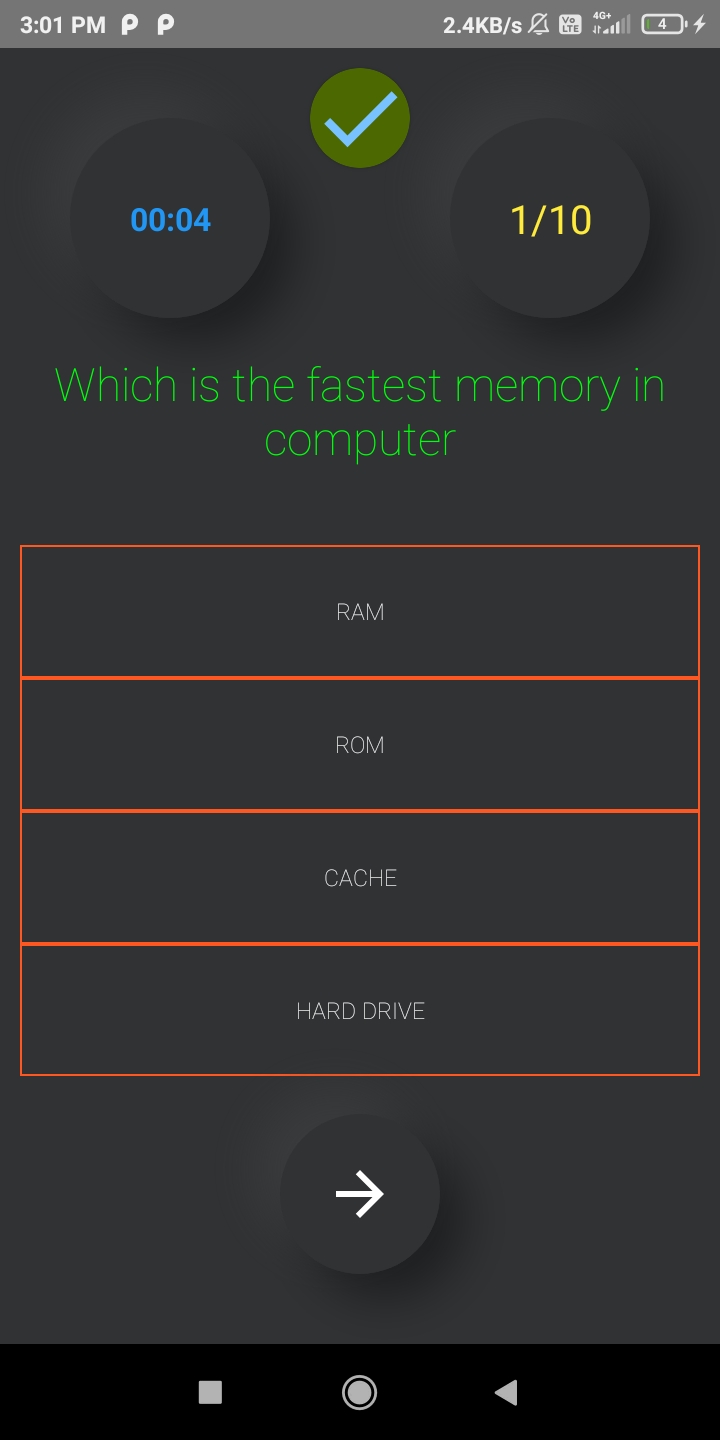 3:01 PM 2.4KB/s Vo LTE 4G+ 4
00:04
1/10
Which is the fastest memory in
computer
RAM
ROM
CACHE
HARD DRIVE